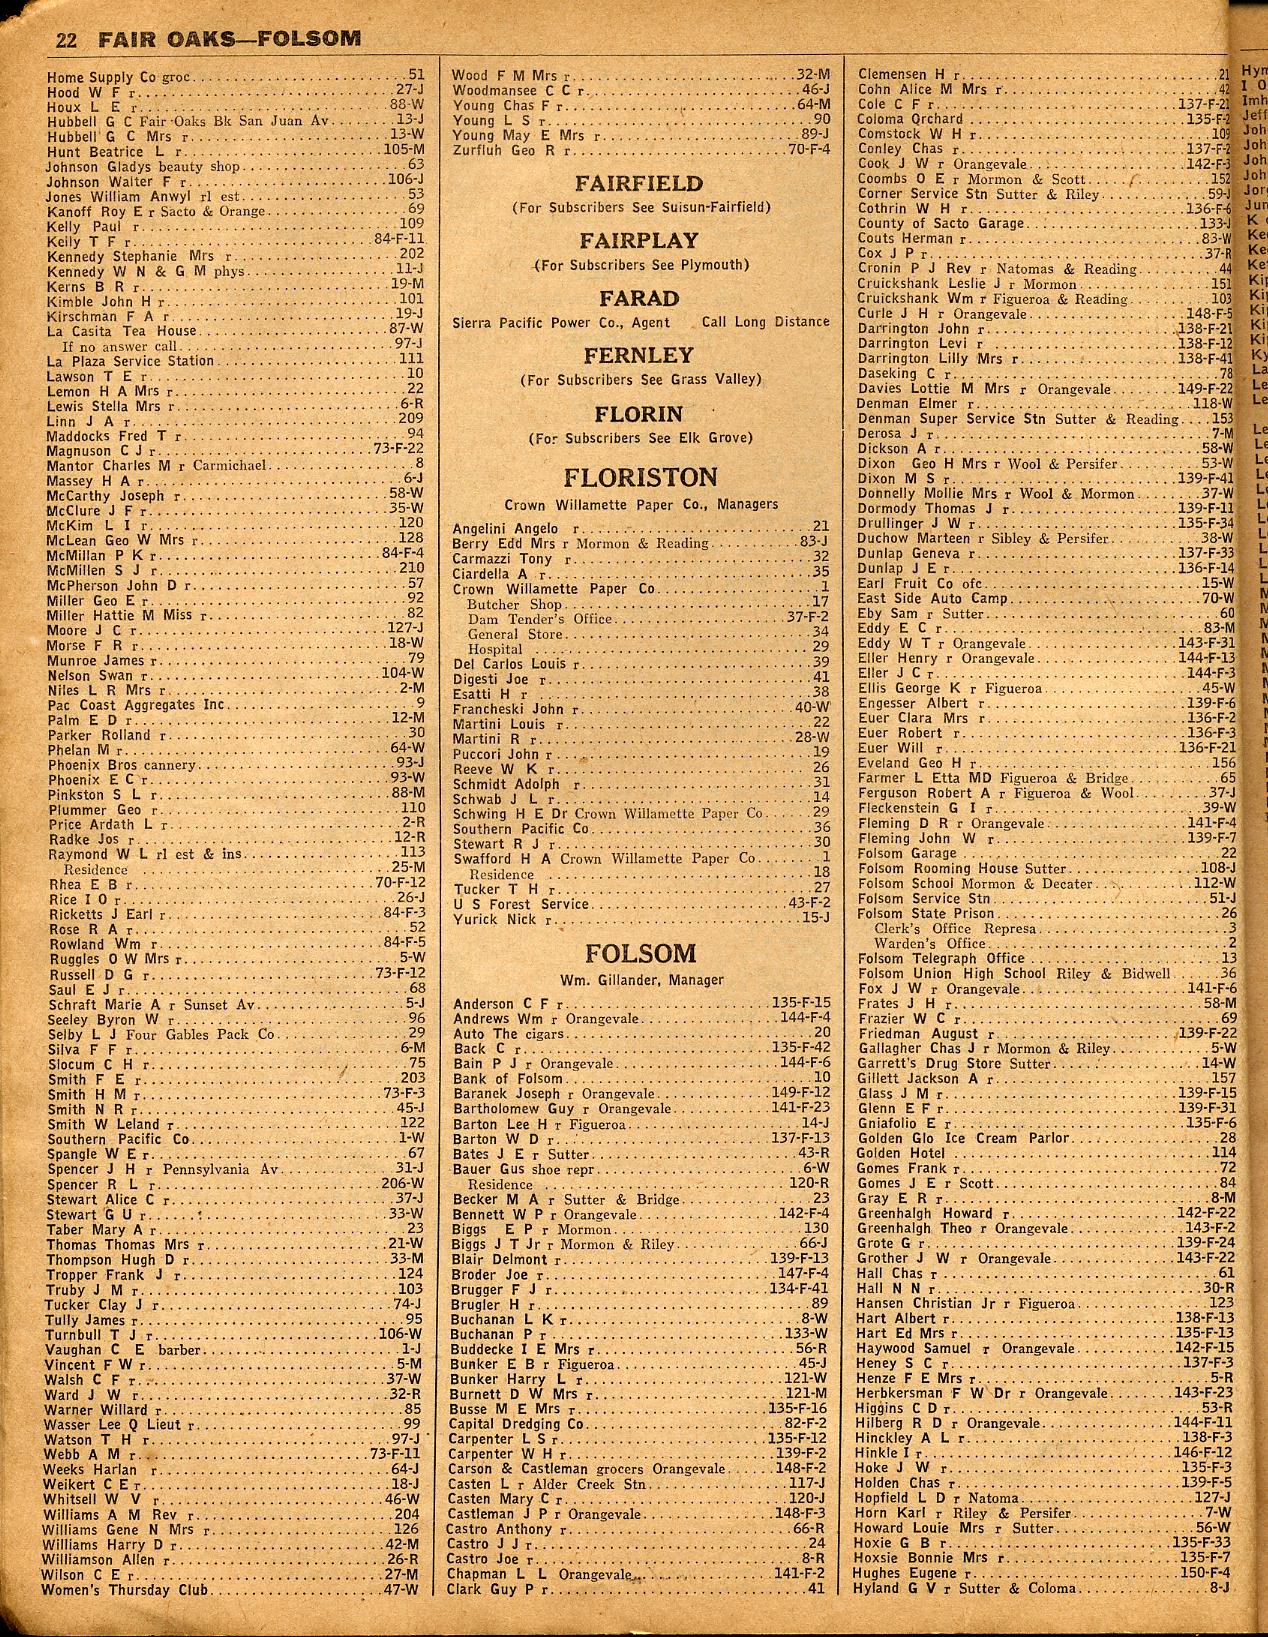 22 FAIR OAKS—FOLSOM
Home Supply Co groc 51
Hood W F r 27-J
Houx L E r 88-W
Hubbell G C Fair Oaks Bk San Juan Av 13-J
Hubbell G C Mrs r 13-W
Hunt Beatrice L r 105-M
Johnson Gladys beauty shop 63
Johnson Walter F r 106-J
Jones William Anwyl rl est 53
Kanoff Roy E r Sacto & Orange 69
Kelly Paul r 109
Kelly T F r 84-F-11
Kennedy Stephanie Mrs r 202
Kennedy W N & G M phys 11-J
Kerns B R r 19-M
Kimble John H r 101
Kirschman F A r 19-J
La Casita Tea House 87-W
If no answer call 97-J
La Plaza Service Station 111
Lawson T E r 10
Lemon H A Mrs r 22
Lewis Stella Mrs r 6-R
Linn J A r 209
Maddocks Fred T r 94
Magnuson C J r 73-F-22
Mantor Charles M r Carmichael 8
Massey H A r 6-J
McCarthy Joseph r 58-W
McClure J F r 35-W
McKim L I r 120
McLean Geo W Mrs r 128
McMillan P K r 84-F-4
McMillen S J r 210
McPherson John D r 57
Miller Geo E r 92
Miller Hattie M Miss r 82
Moore J C r 127-J
Morse F R r 18-W
Munroe James r 79
Nelson Swan r 104-W
Niles L R Mrs r 2-M
Pac Coast Aggregates Inc 9
Palm E D r 12-M
Parker Rolland r 30
Phelan M r 64-W
Phoenix Bros cannery 93-J
Phoenix E C r 93-W
Pinkston S L r 88-M
Plummer Geo r 110
Price Ardath L r 2-R
Radke Jos r 12-R
Raymond W L rl est & ins 113
Residence 25-M
Rhea E B r 70-F-12
Rice I O r 26-J
Ricketts J Earl r 84-F-3
Rose R A r 52
Rowland Wm r 84-F-5
Ruggles O W Mrs r 5-W
Russell D G r 73-F-12
Saul E J r 68
Schraft Marie A r Sunset Av 5-J
Seeley Byron W r 96
Selby L J Four Gables Pack Co 29
Silva F F r 6-M
Slocum C H r 75
Smith F E r 203
Smith H M r 73-F-3
Smith N R r 45-J
Smith W Leland r 122
Southern Pacific Co 1-W
Spangle W E r 67
Spencer J H r Pennsylvania Av 31-J
Spencer R L r 206-W
Stewart Alice C r 37-J
Stewart G U r 33-W
Taber Mary A r 23
Thomas Thomas Mrs r 21-W
Thompson Hugh D r 33-M
Tropper Frank J r 124
Truby J M r 103
Tucker Clay J r 74-J
Tully James r 95
Turnbull T J r 106-W
Vaughan C E barber 1-J
Vincent F W r 5-M
Walsh C F r 37-W
Ward J W r 32-R
Warner Willard r 85
Wasser Lee Q Lieut r 99
Watson T H r 97-J
Webb A M r 73-F-11
Weeks Harlan r 64-J
Weikert C E r 18-J
Whitsell W V r 46-W
Williams A M Rev r 204
Williams Gene N Mrs r 126
Williams Harry D r 42-M
Williamson Allen r 26-R
Wilson C E r 27-M
Women's Thursday Club 47-W
Wood F M Mrs r 32-M
Woodmansee C C r 46-J
Young Chas F r 64-M
Young L S r 90
Young May E Mrs r 89-J
Zurfluh Geo R r 70-F-4
FAIRFIELD
(For Subscribers See Suisun-Fairfield)
FAIRPLAY
(For Subscribers See Plymouth)
FARAD
Sierra Pacific Power Co., Agent Call Long Distance
FERNLEY
(For Subscribers See Grass Valley)
FLORIN
(For Subscribers See Elk Grove)
FLORISTON
Crown Willamette Paper Co., Managers
Angelini Angelo r 21
Berry Edd Mrs r Mormon & Reading 83-J
Carmazzi Tony r 32
Ciardella A r 35
Crown Willamette Paper Co 1
Butcher Shop 17
Dam Tender's Office 37-F-2
General Store 34
Hospital 29
Del Carlos Louis r 39
Digesti Joe r 41
Esatti H r 38
Francheski John r 40-W
Martini Louis r 22
Martini R r 28-W
Puccori John r 19
Reeve W K r 26
Schmidt Adolph r 31
Schwab J L r 14
Schwing H E Dr Crown Willamette Paper Co 29
Southern Pacific Co 36
Stewart R J r 30
Swafford H A Crown Willamette Paper Co 1
Residence 18
Tucker T H r 27
U S Forest Service 43-F-2
Yurick Nick r 15-J
FOLSOM
Wm. Gillander, Manager
Anderson C F r 135-F-15
Andrews Wm r Orangevale 144-F-4
Auto The cigars 20
Back C r 135-F-42
Bain P J r Orangevale 144-F-6
Bank of Folsom 10
Baranek Joseph r Orangevale 149-F-12
Bartholomew Guy r Orangevale 141-F-23
Barton Lee H r Figueroa 14-J
Barton W D r 137-F-13
Bates J E r Sutter 43-R
Bauer Gus shoe repr 6-W
Residence 120-R
Becker M A r Sutter & Bridge 23
Bennett W P r Orangevale 142-F-4
Biggs E P r Mormon 130
Biggs J T Jr r Mormon & Riley 66-J
Blair Delmont r 139-F-13
Broder Joe r 147-F-4
Brugger F J r 134-F-41
Brugler H r 89
Buchanan L K r 8-W
Buchanan P r 133-W
Buddecke I E Mrs r 56-R
Bunker E B r Figueroa 45-J
Bunker Harry L r 121-W
Burnett D W Mrs r 121-M
Busse M E Mrs r 135-F-16
Capital Dredging Co 82-F-2
Carpenter L S r 135-F-12
Carpenter W H r 139-F-2
Carson & Castleman grocers Orangevale 148-F-2
Casten L r Alder Creek Stn 117-J
Casten Mary C r 120-J
Castleman J P r Orangevale 148-F-3
Castro Anthony r 66-R
Castro J J r 24
Castro Joe r 8-R
Chapman L L Orangevale 141-F-2
Clark Guy P r 41
Clemensen H r 21
Cohn Alice M Mrs r 42
Cole C F r 137-F-21
Coloma Orchard 135-F-2
Comstock W H r 109
Conley Chas r 137-F-2
Cook J W r Orangevale 142-F-3
Coombs O E r Mormon & Scott 152
Corner Service Stn Sutter & Riley 59-J
Cothrin W H r 136-F-6
County of Sacto Garage 133-J
Couts Herman r 83-W
Cox J P r 37-R
Cronin P J Rev r Natomas & Reading 44
Cruickshank Leslie J r Mormon 151
Cruickshank Wm r Figueroa & Reading 103
Curle J H r Orangevale 148-F-5
Darrington John r 138-F-21
Darrington Levi r 138-F-12
Darrington Lilly Mrs r 138-F-41
Daseking C r 78
Davies Lottie M Mrs r Orangevale 149-F-22
Denman Elmer r 118-W
Denman Super Service Stn Sutter & Reading 153
Derosa J r 7-M
Dickson A r 58-W
Dixon Geo H Mrs r Wool & Persifer 53-W
Dixon M S r 139-F-41
Donnelly Mollie Mrs r Wool & Mormon 37-W
Dormody Thomas J r 139-F-11
Drullinger J W r 135-F-34
Duchow Marteen r Sibley & Persifer 38-W
Dunlap Geneva r 137-F-33
Dunlap J E r 136-F-14
Earl Fruit Co ofc 15-W
East Side Auto Camp 70-W
Eby Sam r Sutter 60
Eddy E C r 83-M
Eddy W T r Orangevale 143-F-31
Eller Henry r Orangevale 144-F-13
Eller J C r 144-F-3
Ellis George K r Figueroa 45-W
Engesser Albert r 139-F-6
Euer Clara Mrs r 136-F-2
Euer Robert r 136-F-3
Euer Will r 136-F-21
Eveland Geo H r 156
Farmer L Etta MD Figueroa & Bridge 65
Ferguson Robert A r Figueroa & Wool 37-J
Fleckenstein G I r 39-W
Fleming D R r Orangevale 141-F-4
Fleming John W r 139-F-7
Folsom Garage 22
Folsom Rooming House Sutter 108-J
Folsom School Mormon & Decater 112-W
Folsom Service Stn 51-J
Folsom State Prison 26
Clerk's Office Represa 3
Warden's Office 2
Folsom Telegraph Office 13
Folsom Union High School Riley & Bidwell 36
Fox J W r Orangevale 141-F-6
Frates J H r 58-M
Frazier W C r 69
Friedman August r 139-F-22
Gallagher Chas J r Mormon & Riley 5-W
Garrett's Drug Store Sutter 14-W
Gillett Jackson A r 157
Glass J M r 139-F-15
Glenn E F r 139-F-31
Gniafolio E r 135-F-6
Golden Glo Ice Cream Parlor 28
Golden Hotel 114
Gomes Frank r 72
Gomes J E r Scott 84
Gray E R r 8-M
Greenhalgh Howard r 142-F-22
Greenhalgh Theo r Orangevale 143-F-2
Grote G r 139-F-24
Grother J W r Orangevale 143-F-22
Hall Chas r 61
Hall N N r 30-R
Hansen Christian Jr r Figueroa 123
Hart Albert r 138-F-13
Hart Ed Mrs r 135-F-13
Haywood Samuel r Orangevale 142-F-15
Heney S C r 137-F-3
Henze F E Mrs r 5-R
Herbkersman F W Dr r Orangevale 143-F-23
Higgins C D r 53-R
Hilberg R D r Orangevale 144-F-11
Hinckley A L r 138-F-3
Hinkle I r 146-F-12
Hoke J W r 135-F-3
Holden Chas r 139-F-5
Hopfield L D r Natoma 127-J
Horn Karl r Riley & Persifer 7-W
Howard Louie Mrs r Sutter 56-W
Hoxie G B r 135-F-33
Hoxsie Bonnie Mrs r 135-F-7
Hughes Eugene r 150-F-4
Hyland G V r Sutter & Coloma 8-J